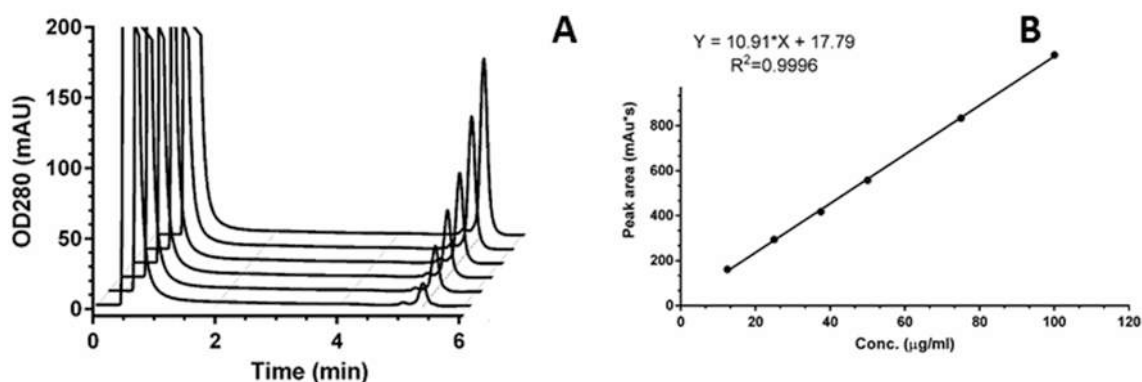 A
OD280 (mAU)
200
150
100
50
0
0 2 4 6
Time (min)
B
Y = 10.91*X + 17.79
R²=0.9996
Peak area (mAu*s)
800
600
400
200
0
0 20 40 60 80 100 120
Conc. (μg/ml)